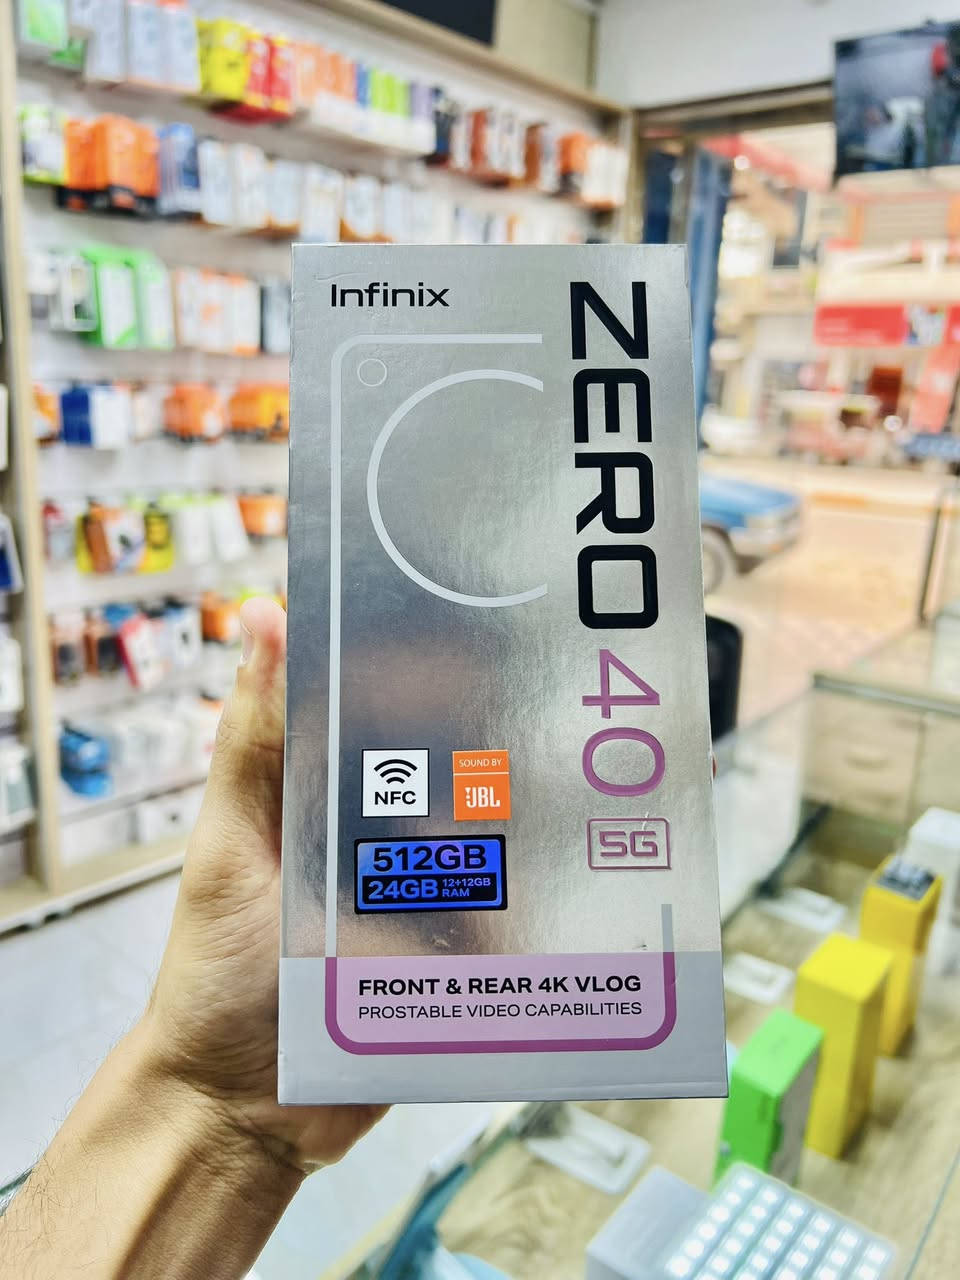 Infinix
ZERO 40
5G
NFC
SOUND BY
JBL
512GB
24GB 12+12GB
RAM
FRONT & REAR 4K VLOG
PROSTABLE VIDEO CAPABILITIES